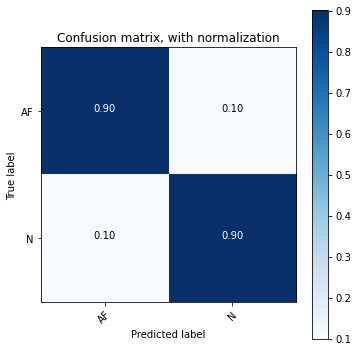 Confusion matrix, with normalization
True label
AF
0.90
0.10
N
0.10
0.90
AF
N
Predicted label
0.9
0.8
0.7
0.6
0.5
0.4
0.3
0.2
0.1